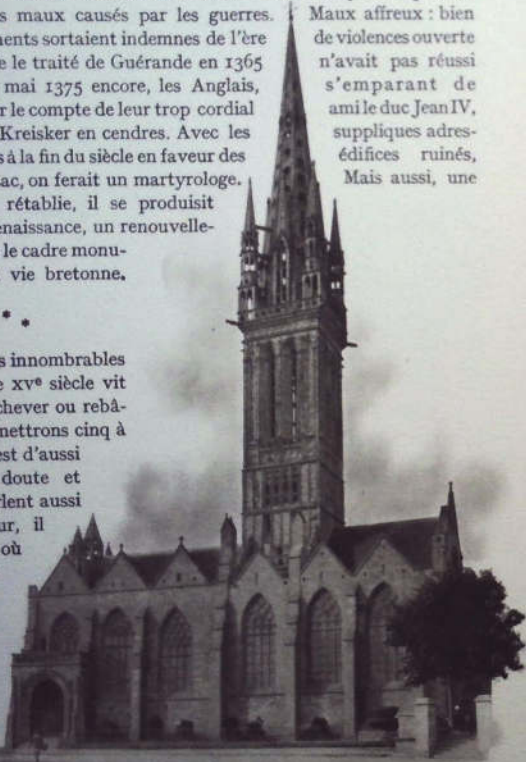 s maux causés par les guerres. Maux affreux : bien
ments sortaient indemnes de l'ère de violences ouverte
e le traité de Guérande en 1365 n'avait pas réussi
mai 1375 encore, les Anglais, s'emparant de
r le compte de leur trop cordial ami le duc Jean IV,
Kreisker en cendres. Avec les suppliques adres-
s à la fin du siècle en faveur des édifices ruinés,
ac, on ferait un martyrologe. Mais aussi, une
rétablie, il se produisit
enaissance, un renouvelle-
le cadre monu-
vie bretonne.
* *
s innombrables
e XVe siècle vit
chever ou rebâ-
mettrons cinq à
est d'aussi
doute et
rlent aussi
ur, il
où